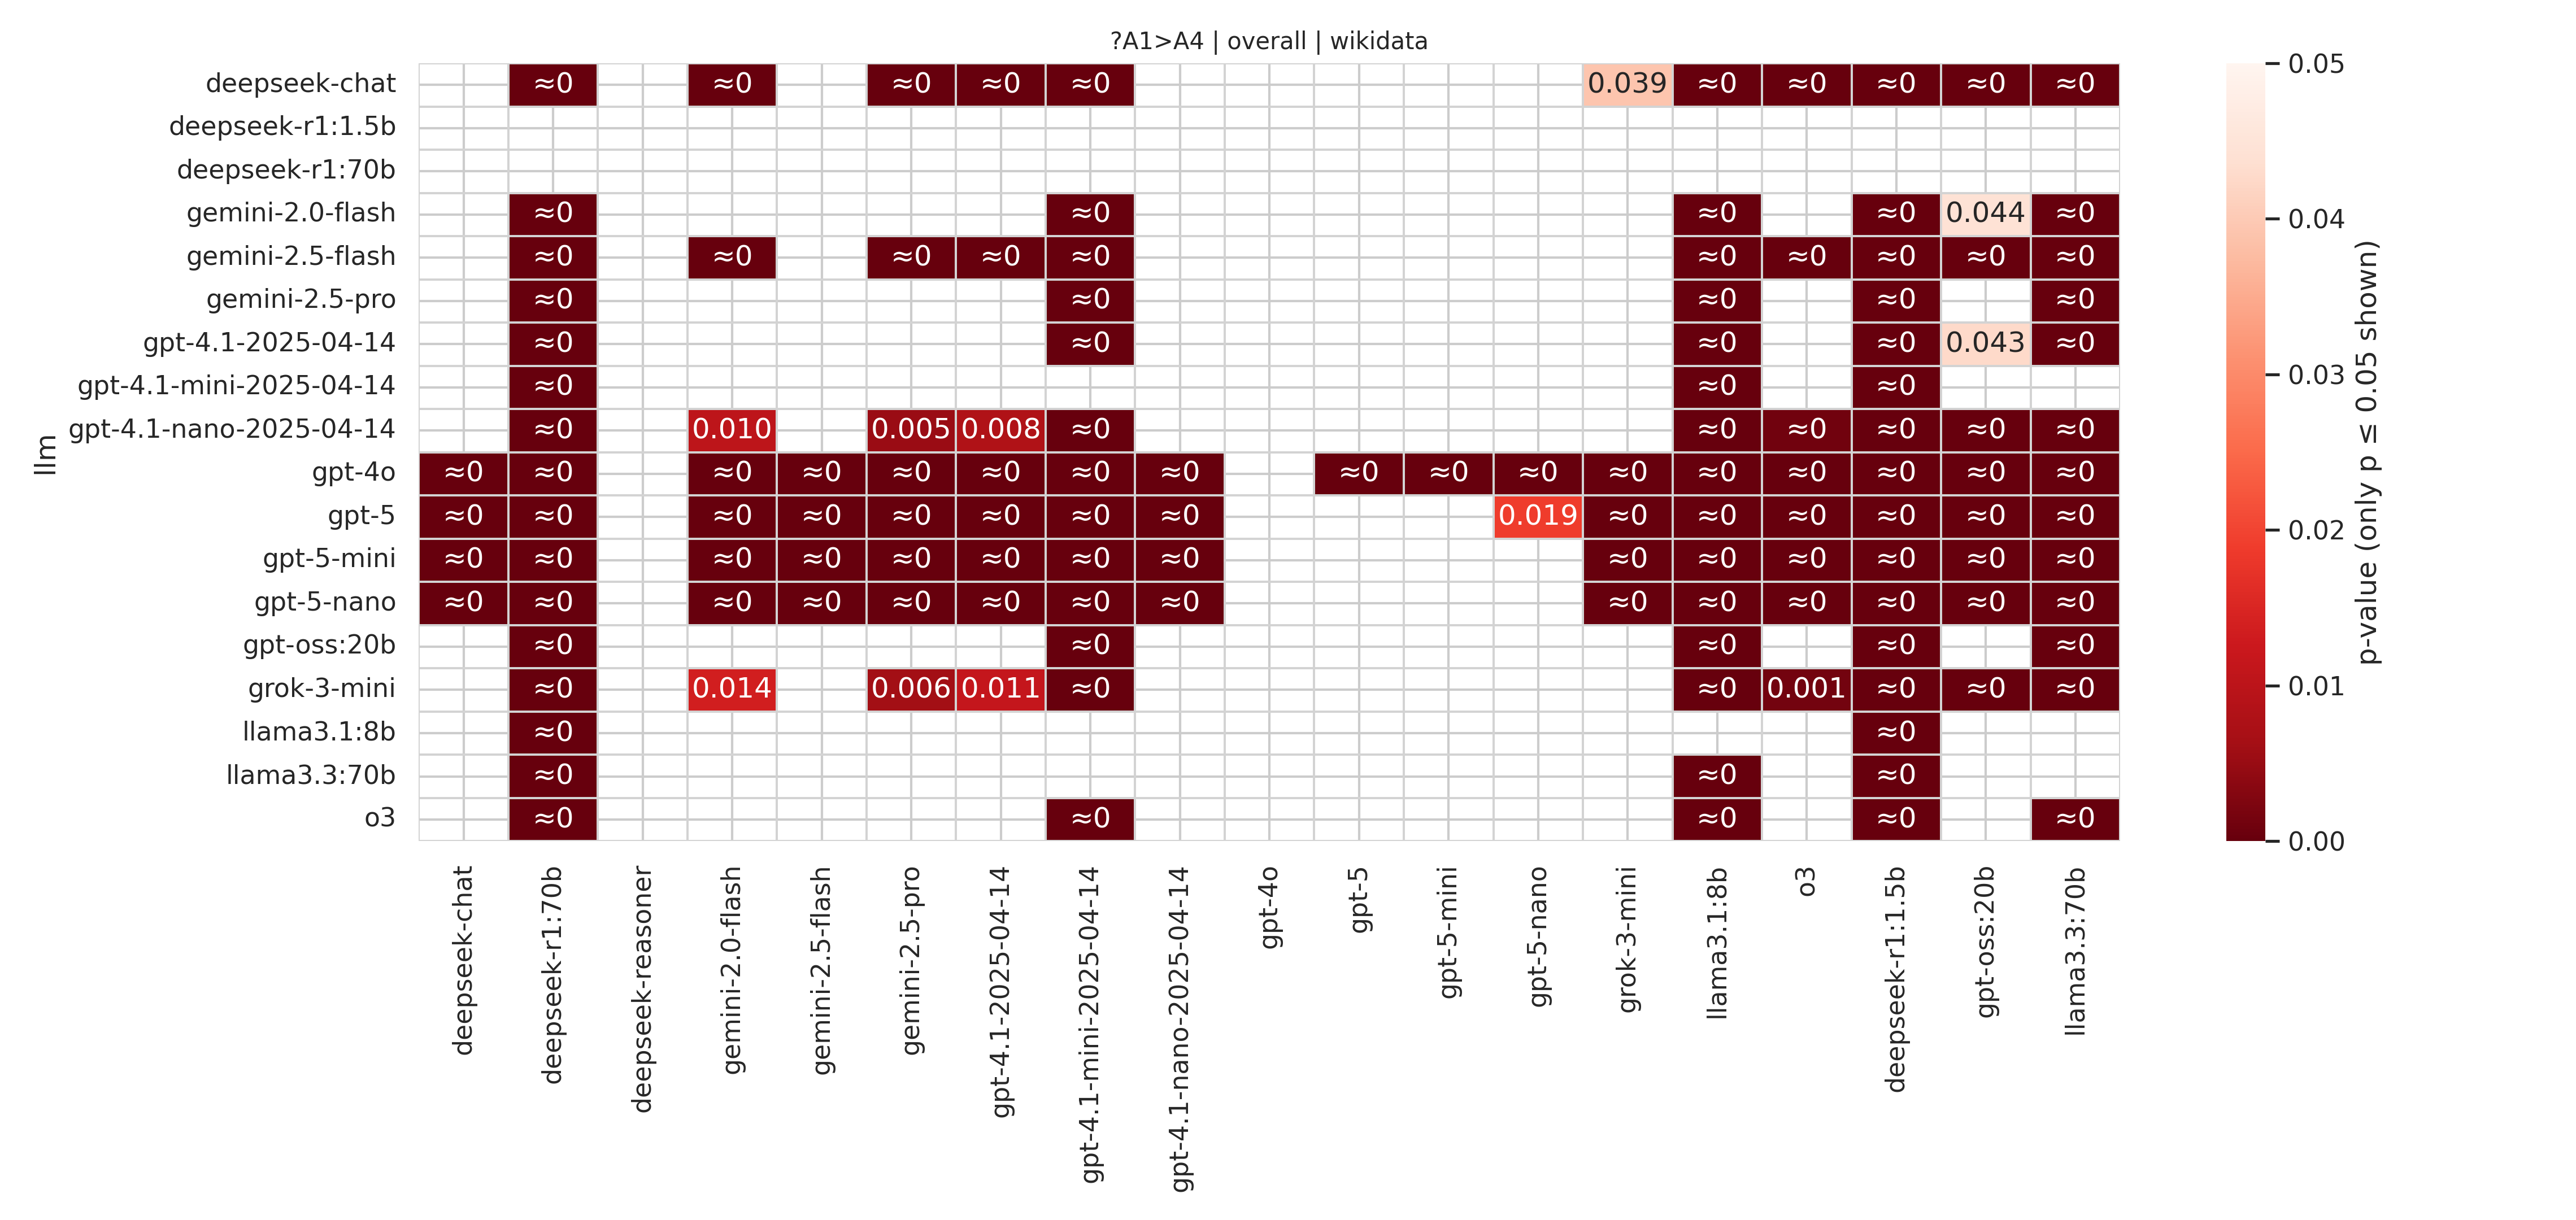 ?A1>A4 | overall | wikidata
deepseek-chat ≈0 ≈0 ≈0 ≈0 ≈0 0.039 ≈0 ≈0 ≈0 ≈0 ≈0
deepseek-r1:1.5b
deepseek-r1:70b
gemini-2.0-flash ≈0 ≈0 ≈0 ≈0 0.044 ≈0
gemini-2.5-flash ≈0 ≈0 ≈0 ≈0 ≈0 ≈0 ≈0 ≈0 ≈0 ≈0
gemini-2.5-pro ≈0 ≈0 ≈0 ≈0 ≈0
gpt-4.1-2025-04-14 ≈0 ≈0 ≈0 ≈0 0.043 ≈0
gpt-4.1-mini-2025-04-14 ≈0 ≈0 ≈0
gpt-4.1-nano-2025-04-14 ≈0 0.010 0.005 0.008 ≈0 ≈0 ≈0 ≈0 ≈0 ≈0
gpt-4o ≈0 ≈0 ≈0 ≈0 ≈0 ≈0 ≈0 ≈0 ≈0 ≈0 ≈0 ≈0 ≈0 ≈0 ≈0 ≈0 ≈0
gpt-5 ≈0 ≈0 ≈0 ≈0 ≈0 ≈0 ≈0 ≈0 0.019 ≈0 ≈0 ≈0 ≈0 ≈0 ≈0
gpt-5-mini ≈0 ≈0 ≈0 ≈0 ≈0 ≈0 ≈0 ≈0 ≈0 ≈0 ≈0 ≈0 ≈0 ≈0
gpt-5-nano ≈0 ≈0 ≈0 ≈0 ≈0 ≈0 ≈0 ≈0 ≈0 ≈0 ≈0 ≈0 ≈0 ≈0
gpt-oss:20b ≈0 ≈0 ≈0 ≈0 ≈0
grok-3-mini ≈0 0.014 0.006 0.011 ≈0 ≈0 0.001 ≈0 ≈0 ≈0
llama3.1:8b ≈0 ≈0
llama3.3:70b ≈0 ≈0 ≈0
o3 ≈0 ≈0 ≈0 ≈0 ≈0
llm
deepseek-chat
deepseek-r1:70b
deepseek-reasoner
gemini-2.0-flash
gemini-2.5-flash
gemini-2.5-pro
gpt-4.1-2025-04-14
gpt-4.1-mini-2025-04-14
gpt-4.1-nano-2025-04-14
gpt-4o
gpt-5
gpt-5-mini
gpt-5-nano
grok-3-mini
llama3.1:8b
o3
deepseek-r1:1.5b
gpt-oss:20b
llama3.3:70b
0.05
0.04
0.03
0.02
0.01
0.00
p-value (only p ≤ 0.05 shown)